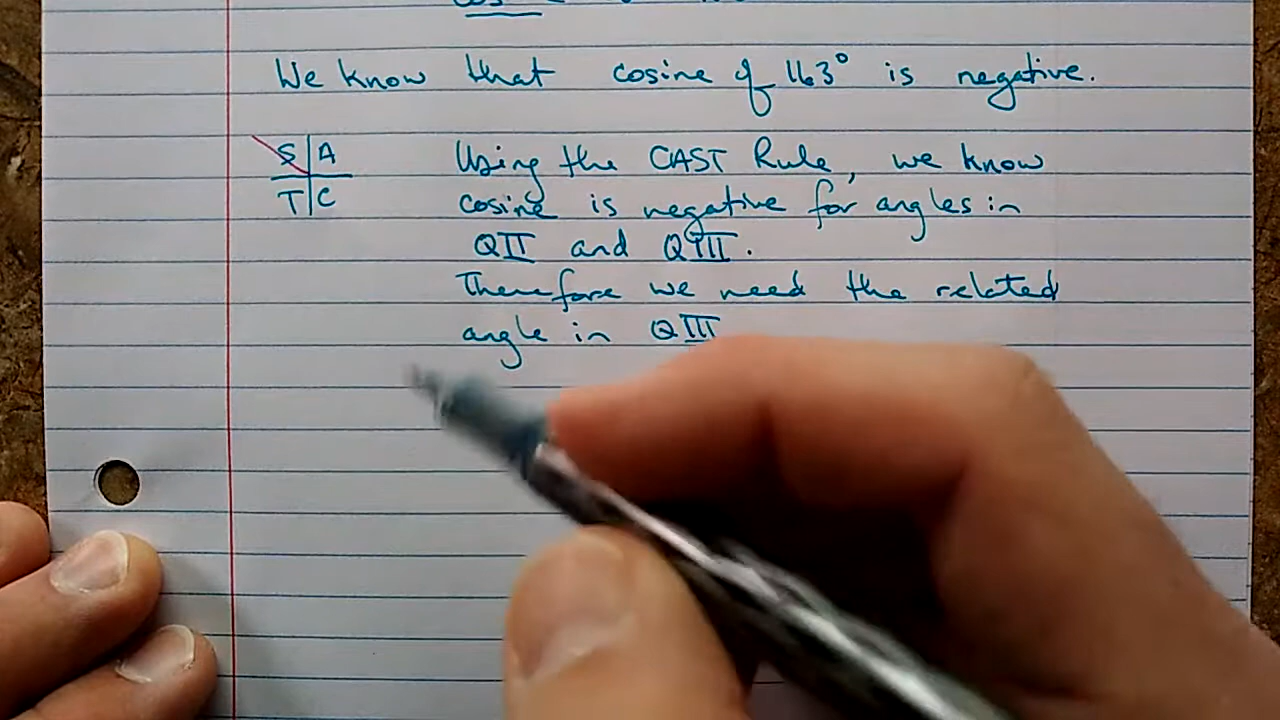 We know that cosine of 163° is negative.
S A
T C
Using the CAST Rule, we know
cosine is negative for angles in
QII and QIII.
Therefore we need the related
angle in QIII